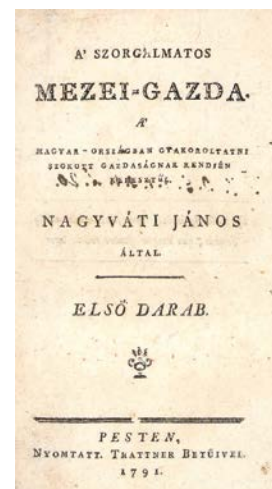 A' SZORGALMATOS
MEZEI-GAZDA.
A'
MAGYAR-ORSZÁGBAN GYAKOROLTATNI
SZOKOTT GAZDASÁGNAK RENDJÉN
KERESZTŰL.
NAGYVÁTI JÁNOS
ÁLTAL.
ELSŐ DARAB.
PESTEN,
NYOMTATT. TRATTNER BETŰIVEL.
1791.